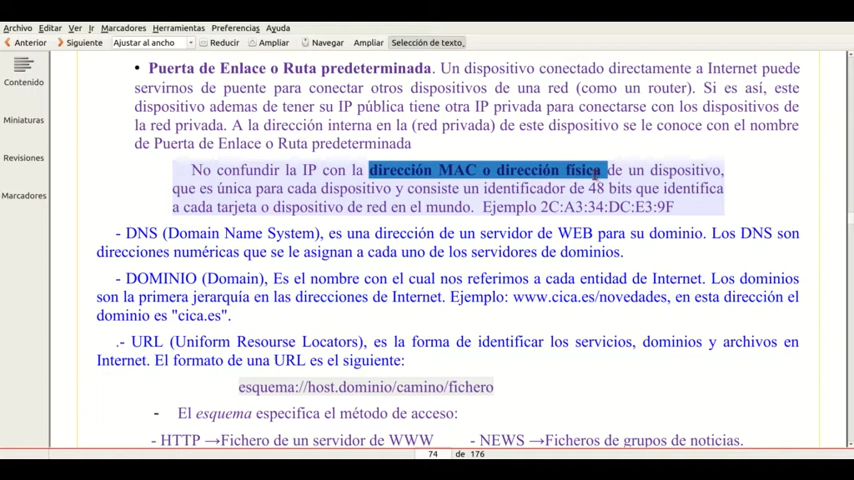 Archivo Editar Ver Ir Marcadores Herramientas Preferencias Ayuda
Anterior Siguiente Ajustar al ancho Reducir Ampliar Navegar Ampliar Selección de texto
Contenido
Miniaturas
Revisiones
Marcadores
• Puerta de Enlace o Ruta predeterminada. Un dispositivo conectado directamente a Internet puede
servirnos de puente para conectar otros dispositivos de una red (como un router). Si es así, este
dispositivo ademas de tener su IP pública tiene otra IP privada para conectarse con los dispositivos de
la red privada. A la dirección interna en la (red privada) de este dispositivo se le conoce con el nombre
de Puerta de Enlace o Ruta predeterminada
No confundir la IP con la dirección MAC o dirección física de un dispositivo,
que es única para cada dispositivo y consiste un identificador de 48 bits que identifica
a cada tarjeta o dispositivo de red en el mundo. Ejemplo 2C:A3:34:DC:E3:9F
- DNS (Domain Name System), es una dirección de un servidor de WEB para su dominio. Los DNS son
direcciones numéricas que se le asignan a cada uno de los servidores de dominios.
- DOMINIO (Domain), Es el nombre con el cual nos referimos a cada entidad de Internet. Los dominios
son la primera jerarquía en las direcciones de Internet. Ejemplo: www.cica.es/novedades, en esta dirección el
dominio es "cica.es".
.- URL (Uniform Resourse Locators), es la forma de identificar los servicios, dominios y archivos en
Internet. El formato de una URL es el siguiente:
esquema://host.dominio/camino/fichero
- El esquema especifica el método de acceso:
- HTTP →Fichero de un servidor de WWW - NEWS →Ficheros de grupos de noticias.
74 de 176